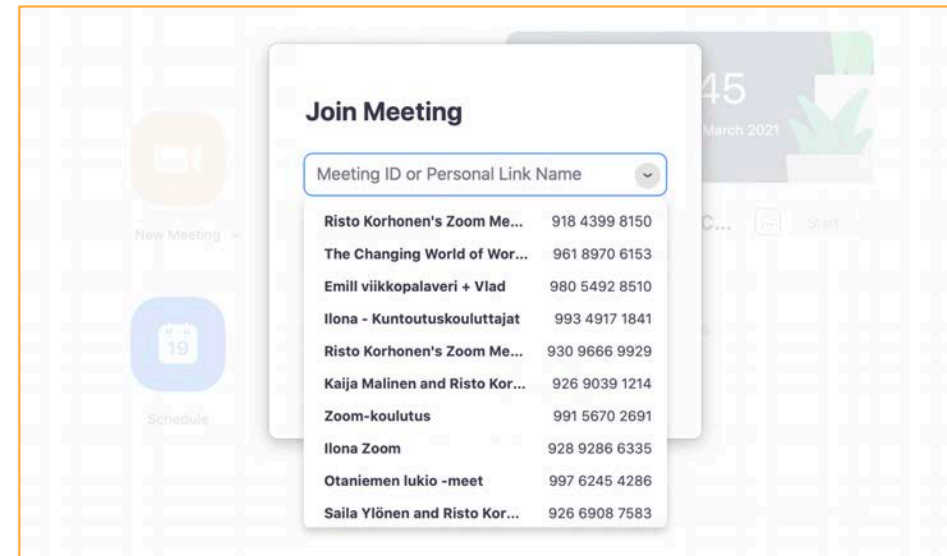 45
March 2021
Join Meeting
Meeting ID or Personal Link Name
Risto Korhonen's Zoom Me... 918 4399 8150
The Changing World of Wor... 961 8970 6153
Emill viikkopalaveri + Vlad 980 5492 8510
Ilona - Kuntoutuskouluttajat 993 4917 1841
Risto Korhonen's Zoom Me... 930 9666 9929
Kaija Malinen and Risto Kor... 926 9039 1214
Zoom-koulutus 991 5670 2691
Ilona Zoom 928 9286 6335
Otaniemen lukio -meet 997 6245 4286
Saila Ylönen and Risto Kor... 926 6908 7583
New Meeting
C... Start
19
Schedule